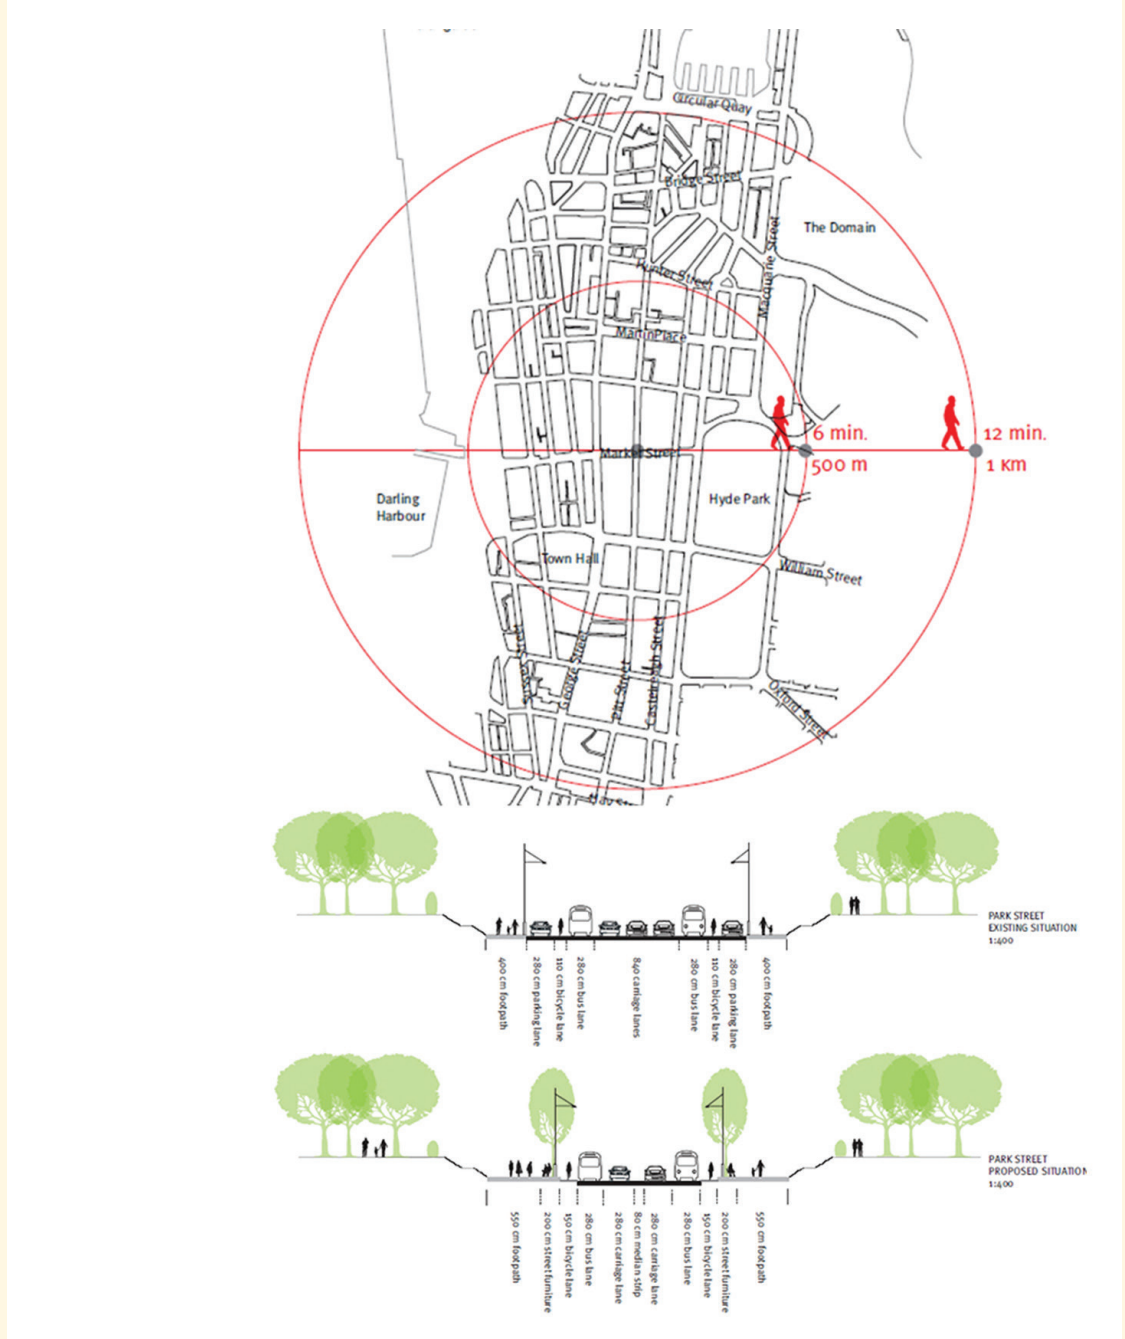 Circular Quay
Bridge Street
The Domain
Macquarie Street
Hunter Street
MartinPlace
6 min.
12 min.
Market Street
500 m
1 Km
Darling
Harbour
Hyde Park
Town Hall
William Street
Sussex Street
George Street
Pitt Street
Castelreagh Street
Oxford Street
PARK STREET
EXISTING SITUATION
1:400
400 cm footpath
280 cm parking lane
110 cm bicycle lane
280 cm bus lane
840 carriage lanes
280 cm bus lane
110 cm bicycle lane
280 cm parking lane
400 cm footpath
PARK STREET
PROPOSED SITUATION
1:400
550 cm footpath
200 cm street furniture
150 cm bicycle lane
280 cm bus lane
280 cm carriage lane
80 cm median strip
280 cm carriage lane
280 cm bus lane
150 cm bicycle lane
200 cm street furniture
550 cm footpath